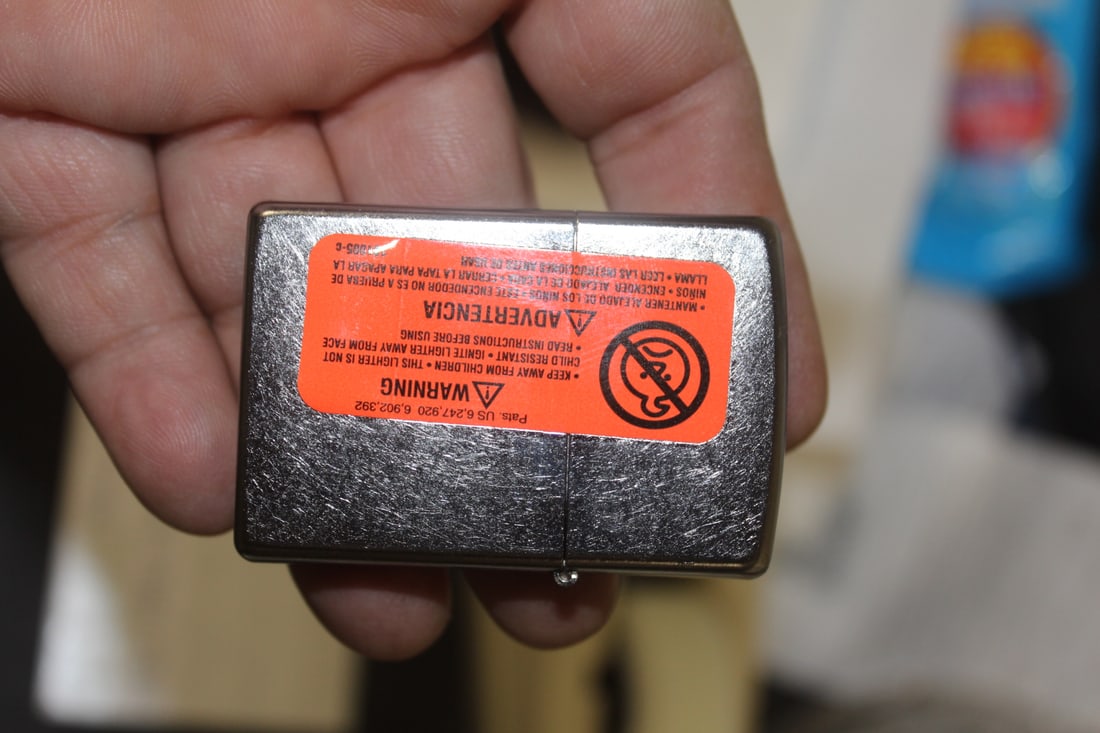 Pats. US 6,247,920 6,902,392
WARNING
• KEEP AWAY FROM CHILDREN • THIS LIGHTER IS NOT
CHILD RESISTANT • IGNITE LIGHTER AWAY FROM FACE
• READ INSTRUCTIONS BEFORE USING
ADVERTENCIA
• MANTENER ALEJADO DE LOS NIÑOS • ESTE ENCENDEDOR NO ES A PRUEBA DE
NIÑOS • ENCENDER ALEJADO DE LA CARA • CERRAR LA TAPA PARA APAGAR LA
LLAMA • LEER LAS INSTRUCCIONES ANTES DE USAR